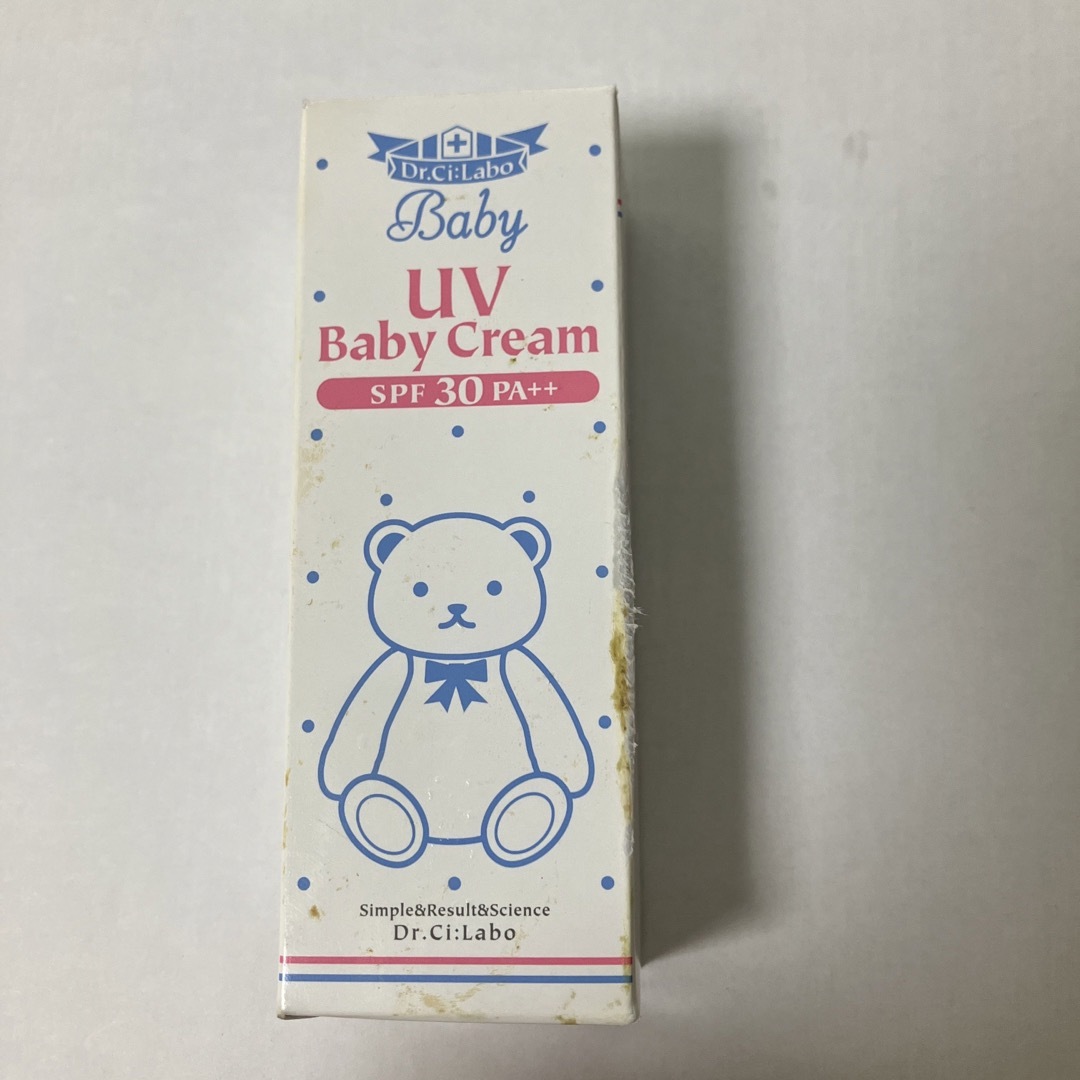 Dr.Ci:Labo
Baby
UV
Baby Cream
SPF 30 PA++
Simple&Result&Science
Dr.Ci:Labo